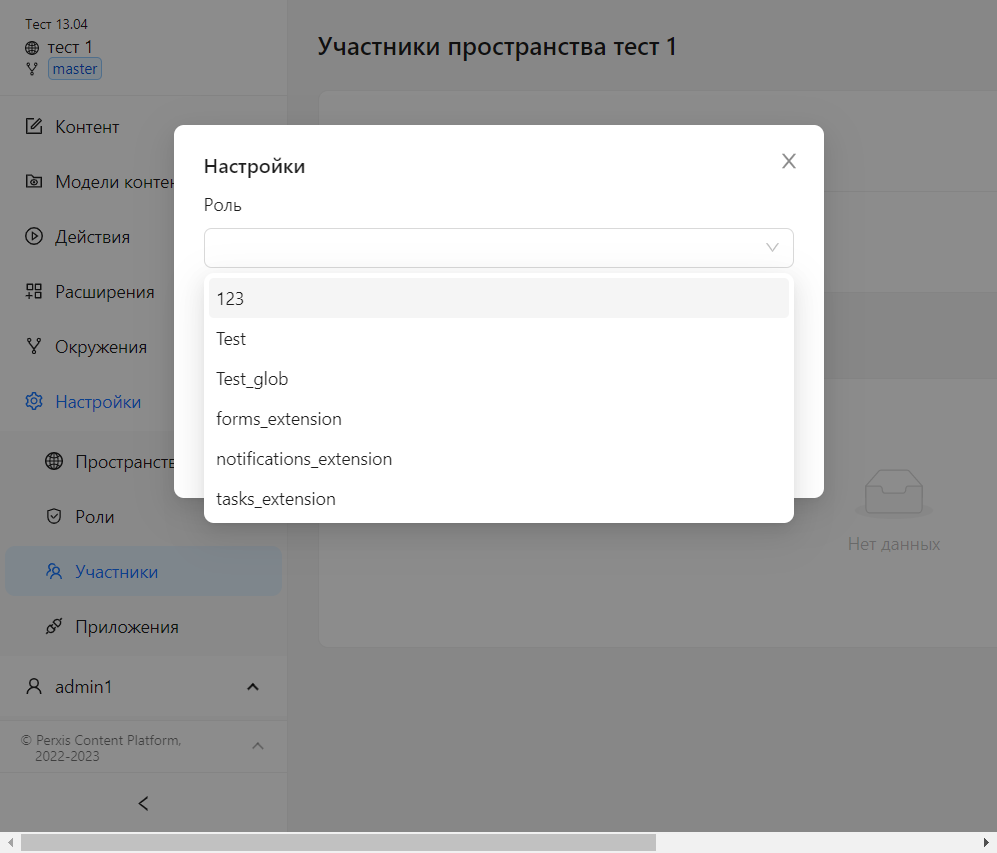 Тест 13.04
тест 1
master
Контент
Модели контен
Действия
Расширения
Окружения
Настройки
Пространств
Роли
Участники
Приложения
admin1
© Perxis Content Platform,
2022-2023
Участники пространства тест 1
Настройки
Роль
123
Test
Test_glob
forms_extension
notifications_extension
tasks_extension
Нет данных